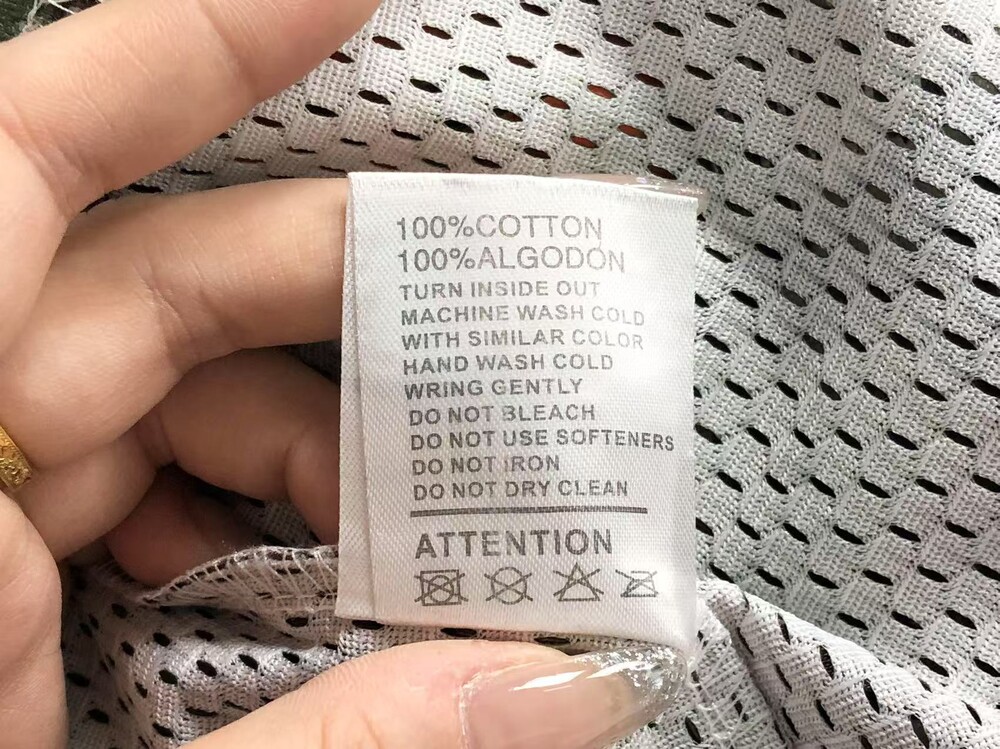 100%COTTON
100%ALGODON
TURN INSIDE OUT
MACHINE WASH COLD
WITH SIMILAR COLOR
HAND WASH COLD
WRING GENTLY
DO NOT BLEACH
DO NOT USE SOFTENERS
DO NOT IRON
DO NOT DRY CLEAN
ATTENTION